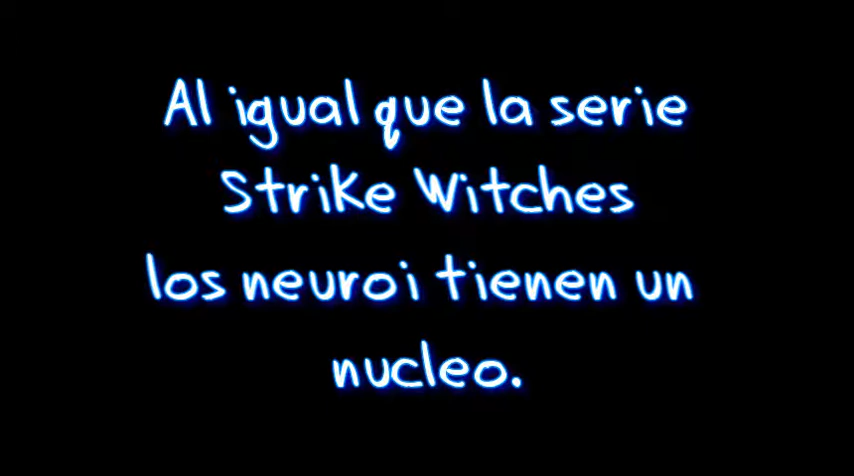 Al igual que la serie
Strike Witches
los neuroi tienen un
nucleo.